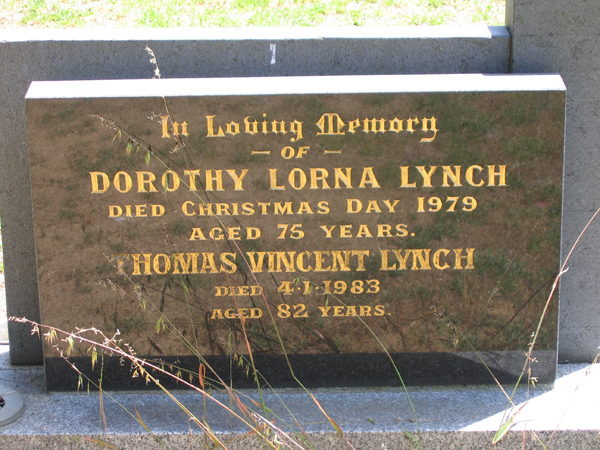 In Loving Memory
— OF —
DOROTHY LORNA LYNCH
DIED CHRISTMAS DAY 1979
AGED 75 YEARS.
THOMAS VINCENT LYNCH
DIED 4·1·1983
AGED 82 YEARS.